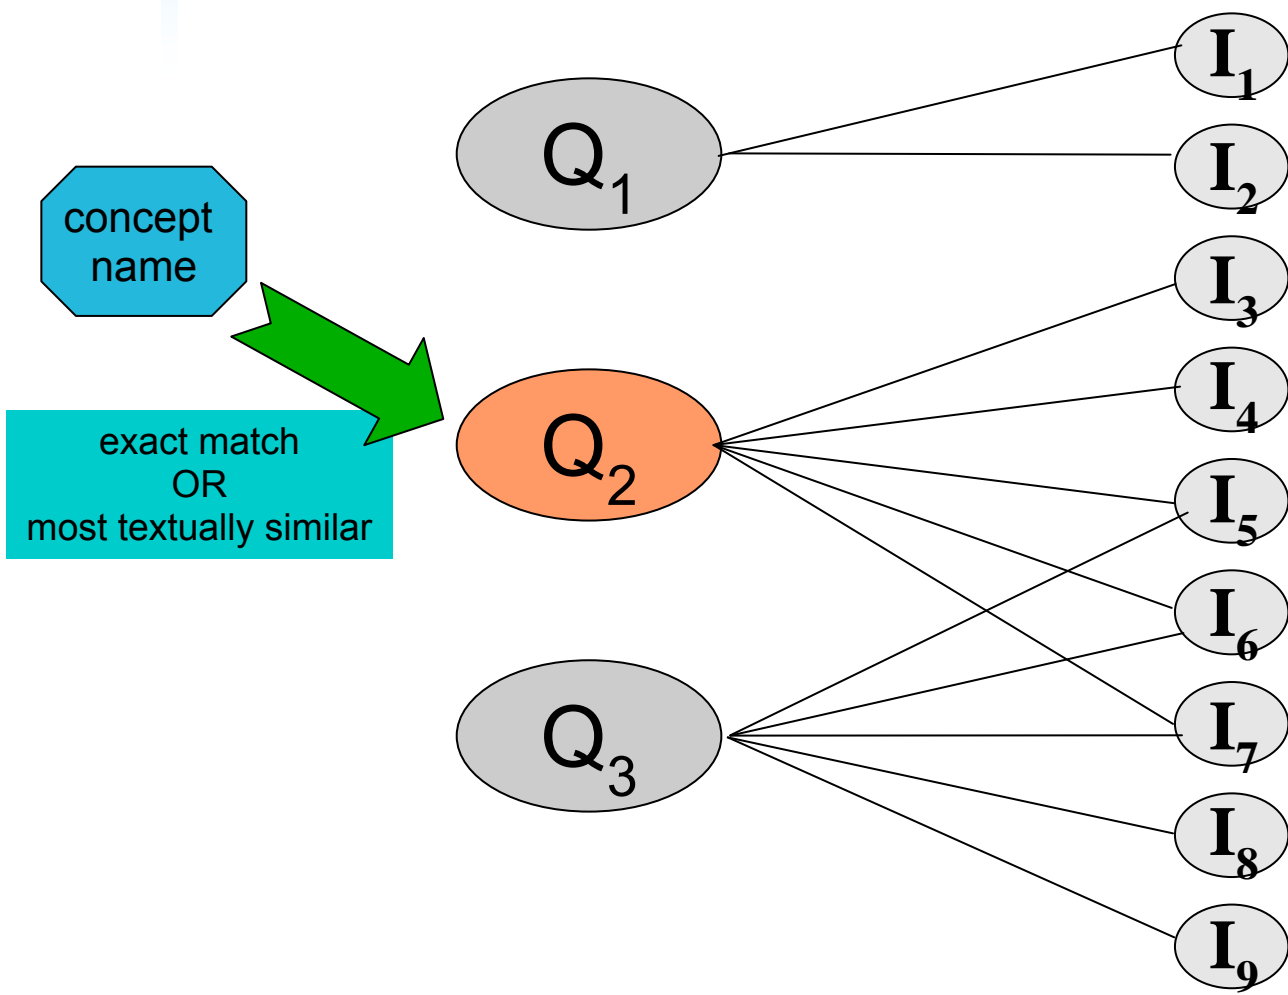 concept
name
exact match
OR
most textually similar
Q1
Q2
Q3
I1
I2
I3
I4
I5
I6
I7
I8
I9